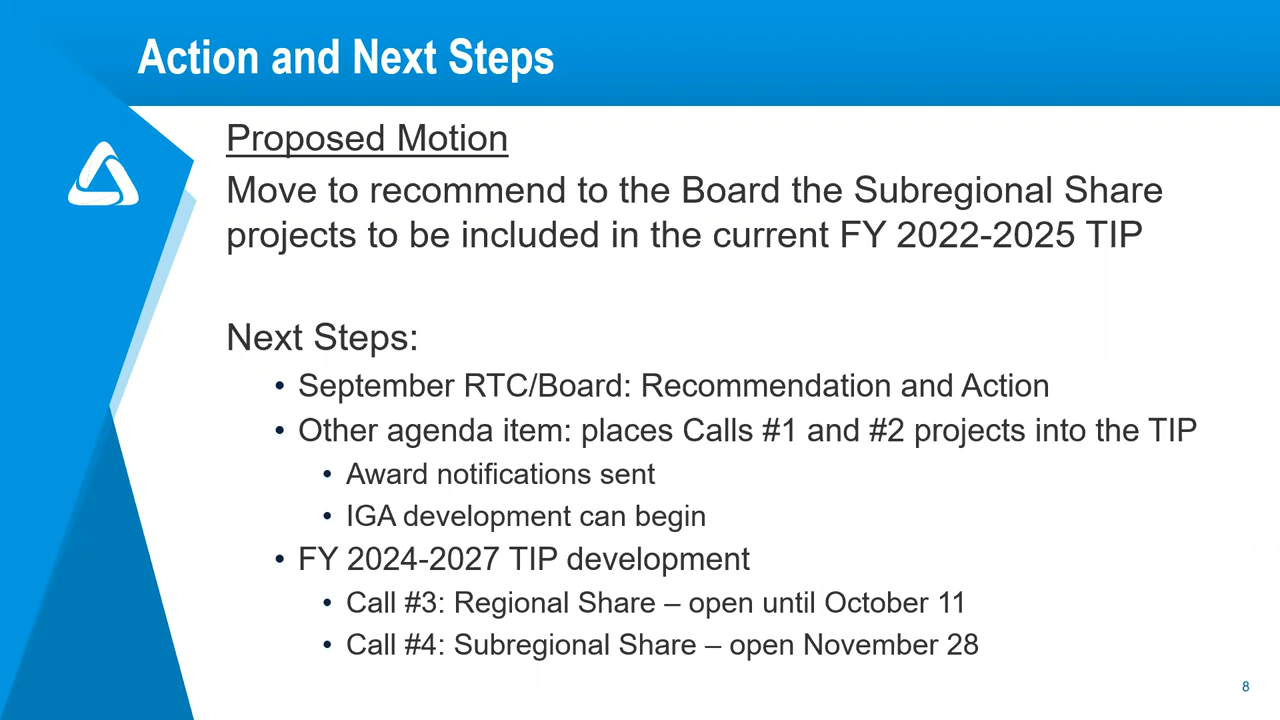 Action and Next Steps
Proposed Motion
Move to recommend to the Board the Subregional Share
projects to be included in the current FY 2022-2025 TIP
Next Steps:
• September RTC/Board: Recommendation and Action
• Other agenda item: places Calls #1 and #2 projects into the TIP
• Award notifications sent
• IGA development can begin
• FY 2024-2027 TIP development
• Call #3: Regional Share – open until October 11
• Call #4: Subregional Share – open November 28
8